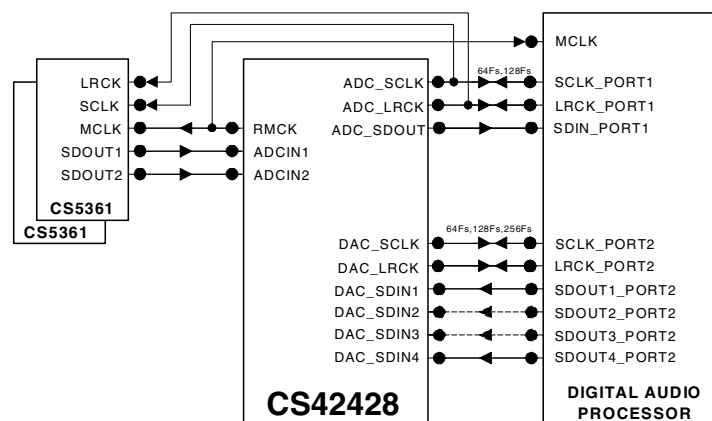 MCLK
LRCK
ADC_SCLK
64Fs,128Fs
SCLK_PORT1
SCLK
ADC_LRCK
LRCK_PORT1
MCLK
RMCK
ADC_SDOUT
SDIN_PORT1
SDOUT1
ADCIN1
SDOUT2
ADCIN2
CS5361
CS5361
64Fs,128Fs,256Fs
DAC_SCLK
SCLK_PORT2
DAC_LRCK
LRCK_PORT2
DAC_SDIN1
SDOUT1_PORT2
DAC_SDIN2
SDOUT2_PORT2
DAC_SDIN3
SDOUT3_PORT2
DAC_SDIN4
SDOUT4_PORT2
CS42428
DIGITAL AUDIO
PROCESSOR